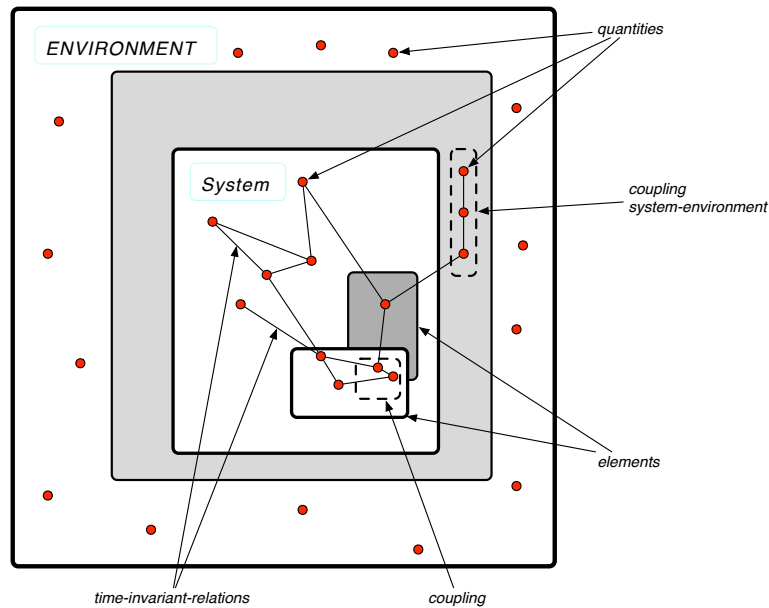 ENVIRONMENT
quantities
System
coupling
system-environment
elements
time-invariant-relations
coupling